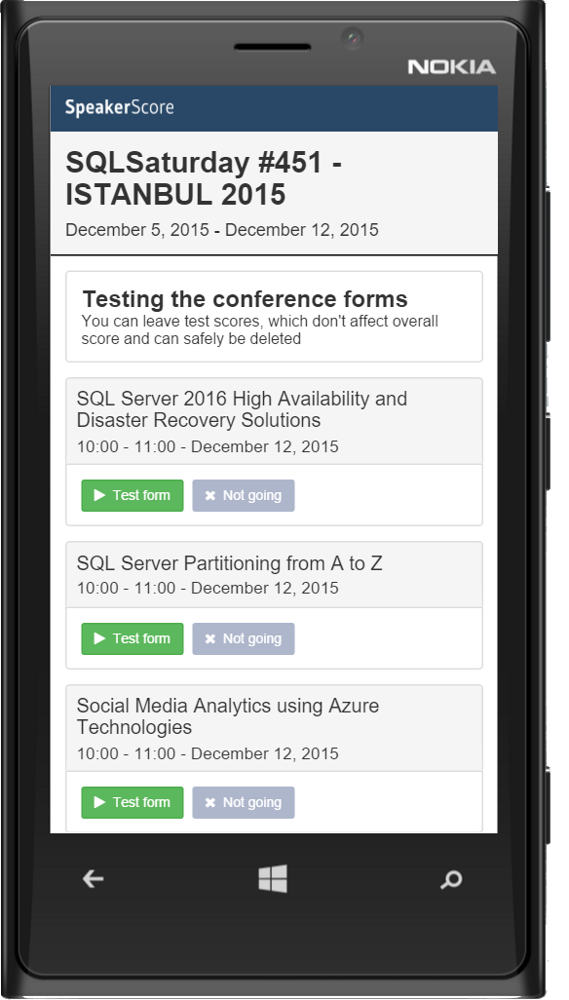 NOKIA
SpeakerScore
SQLSaturday #451 -
ISTANBUL 2015
December 5, 2015 - December 12, 2015
Testing the conference forms
You can leave test scores, which don't affect overall
score and can safely be deleted
SQL Server 2016 High Availability and
Disaster Recovery Solutions
10:00 - 11:00 - December 12, 2015
Test form Not going
SQL Server Partitioning from A to Z
10:00 - 11:00 - December 12, 2015
Test form Not going
Social Media Analytics using Azure
Technologies
10:00 - 11:00 - December 12, 2015
Test form Not going